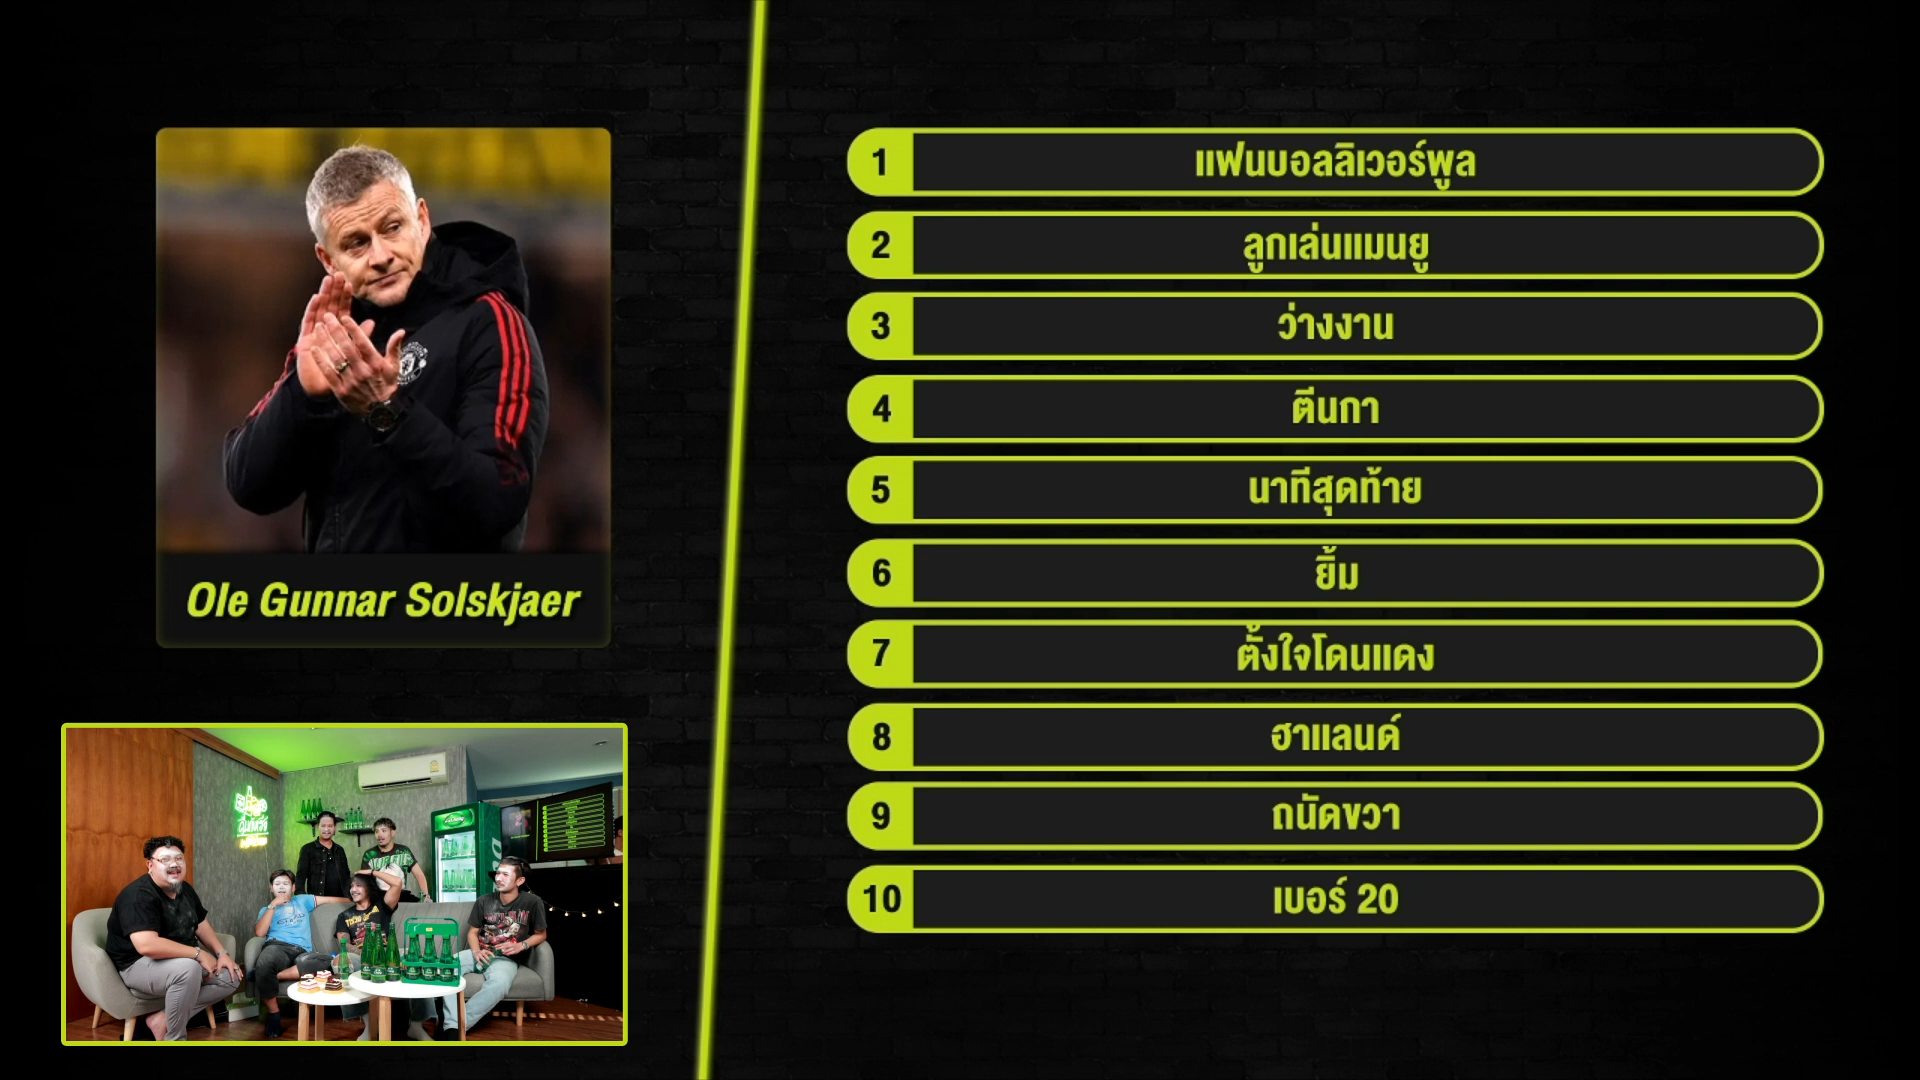 1 แฟนบอลลิเวอร์พูล
2 ลูกเล่นแมนยู
3 ว่างงาน
4 ตีนกา
5 นาทีสุดท้าย
6 ยิ้ม
7 ตั้งใจโดนแดง
8 ฮาแลนด์
9 ถนัดขวา
10 เบอร์ 20
Ole Gunnar Solskjaer